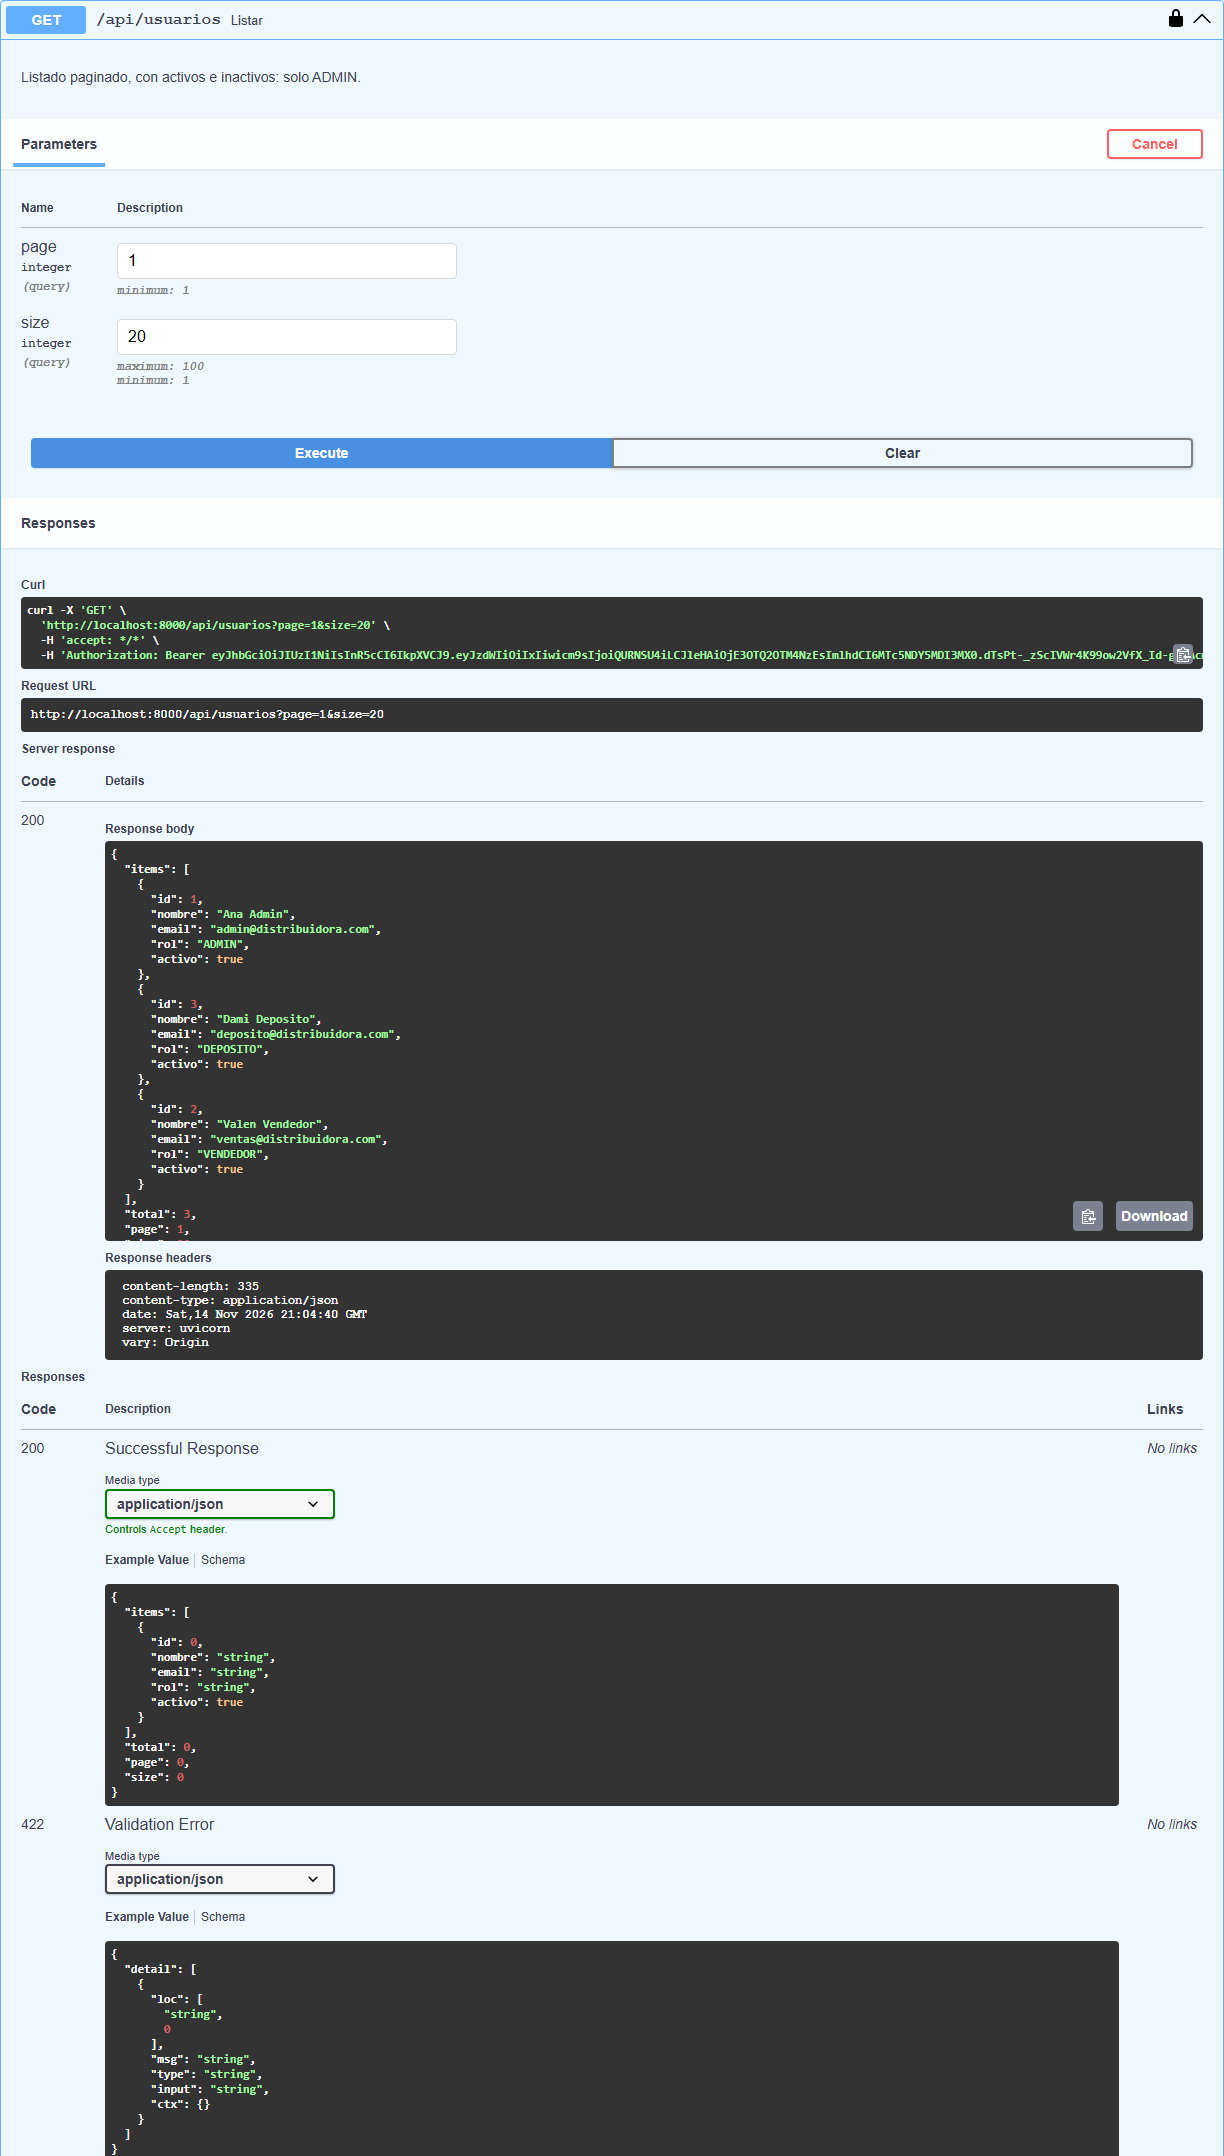 GET /api/usuarios Listar
Listado paginado, con activos e inactivos: solo ADMIN.
Parameters
Cancel
Name Description
page
integer
(query)
1
minimum: 1
size
integer
(query)
20
maximum: 100
minimum: 1
Execute
Clear
Responses
Curl
curl -X 'GET' \
'http://localhost:8000/api/usuarios?page=1&size=20' \
-H 'accept: */*' \
-H 'Authorization: Bearer
Request URL
http://localhost:8000/api/usuarios?page=1&size=20
Server response
Code Details
200
Response body
{
"items": [
{
"id": 1,
"nombre": "Ana Admin",
"email": "admin@distribuidora.com",
"rol": "ADMIN",
"activo": true
},
{
"id": 3,
"nombre": "Dami Deposito",
"email": "deposito@distribuidora.com",
"rol": "DEPOSITO",
"activo": true
},
{
"id": 2,
"nombre": "Valen Vendedor",
"email": "ventas@distribuidora.com",
"rol": "VENDEDOR",
"activo": true
}
],
"total": 3,
"page": 1,
Download
Response headers
content-length: 335
content-type: application/json
date: Sat,14 Nov 2026 21:04:40 GMT
server: uvicorn
vary: Origin
Responses
Code Description Links
200 Successful Response No links
Media type
application/json
Controls Accept header.
Example Value Schema
{
"items": [
{
"id": 0,
"nombre": "string",
"email": "string",
"rol": "string",
"activo": true
}
],
"total": 0,
"page": 0,
"size": 0
}
422 Validation Error No links
Media type
application/json
Example Value Schema
{
"detail": [
{
"loc": [
"string",
0
],
"msg": "string",
"type": "string",
"input": "string",
"ctx": {}
}
]
}